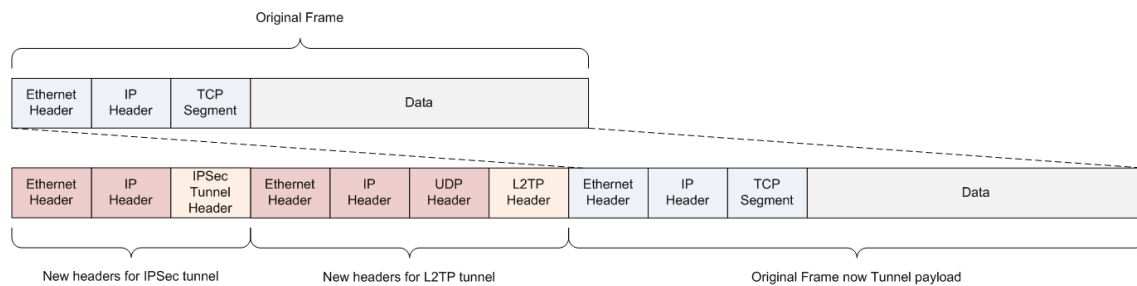 Original Frame
Ethernet Header
IP Header
TCP Segment
Data
Ethernet Header
IP Header
IPSec Tunnel Header
Ethernet Header
IP Header
UDP Header
L2TP Header
Ethernet Header
IP Header
TCP Segment
Data
New headers for IPSec tunnel
New headers for L2TP tunnel
Original Frame now Tunnel payload